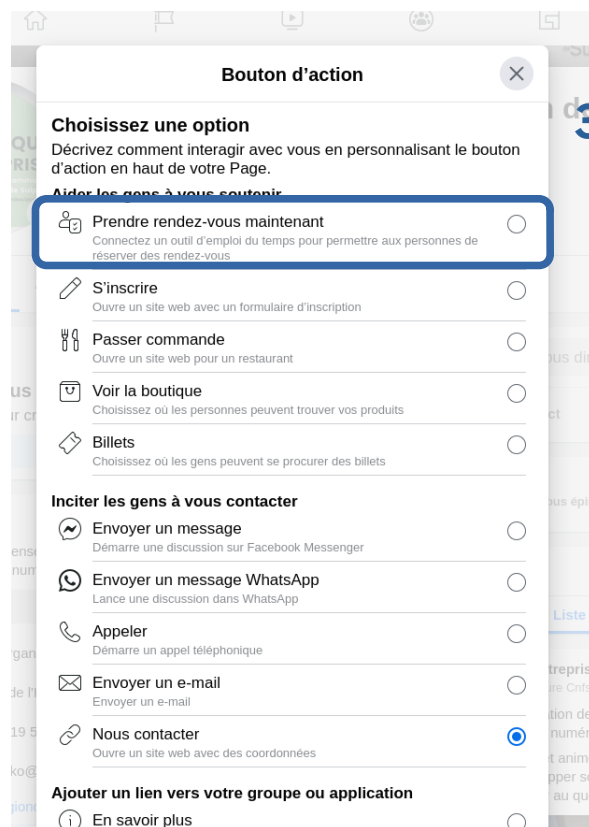 Bouton d'action
Choisissez une option
Décrivez comment interagir avec vous en personnalisant le bouton
d'action en haut de votre Page.
Aider les gens à vous soutenir
Prendre rendez-vous maintenant
Connectez un outil d'emploi du temps pour permettre aux personnes de
réserver des rendez-vous
S'inscrire
Ouvre un site web avec un formulaire d'inscription
Passer commande
Ouvre un site web pour un restaurant
Voir la boutique
Choisissez où les personnes peuvent trouver vos produits
Billets
Choisissez où les gens peuvent se procurer des billets
Inciter les gens à vous contacter
Envoyer un message
Démarre une discussion sur Facebook Messenger
Envoyer un message WhatsApp
Lance une discussion dans WhatsApp
Appeler
Démarre un appel téléphonique
Envoyer un e-mail
Envoyer un e-mail
Nous contacter
Ouvre un site web avec des coordonnées
Liste
Ajouter un lien vers votre groupe ou application
En savoir plus